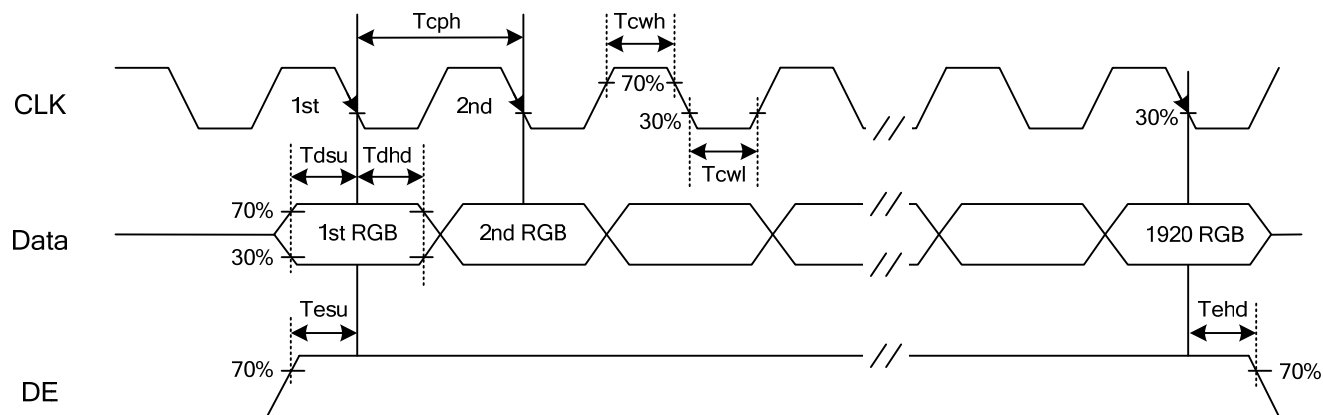 Tcph
Tcwh
CLK
1st
2nd
70%
30%
30%
Tcwl
Tdsu
Tdhd
70%
Data
1st RGB
2nd RGB
1920 RGB
30%
Tesu
Tehd
70%
70%
DE